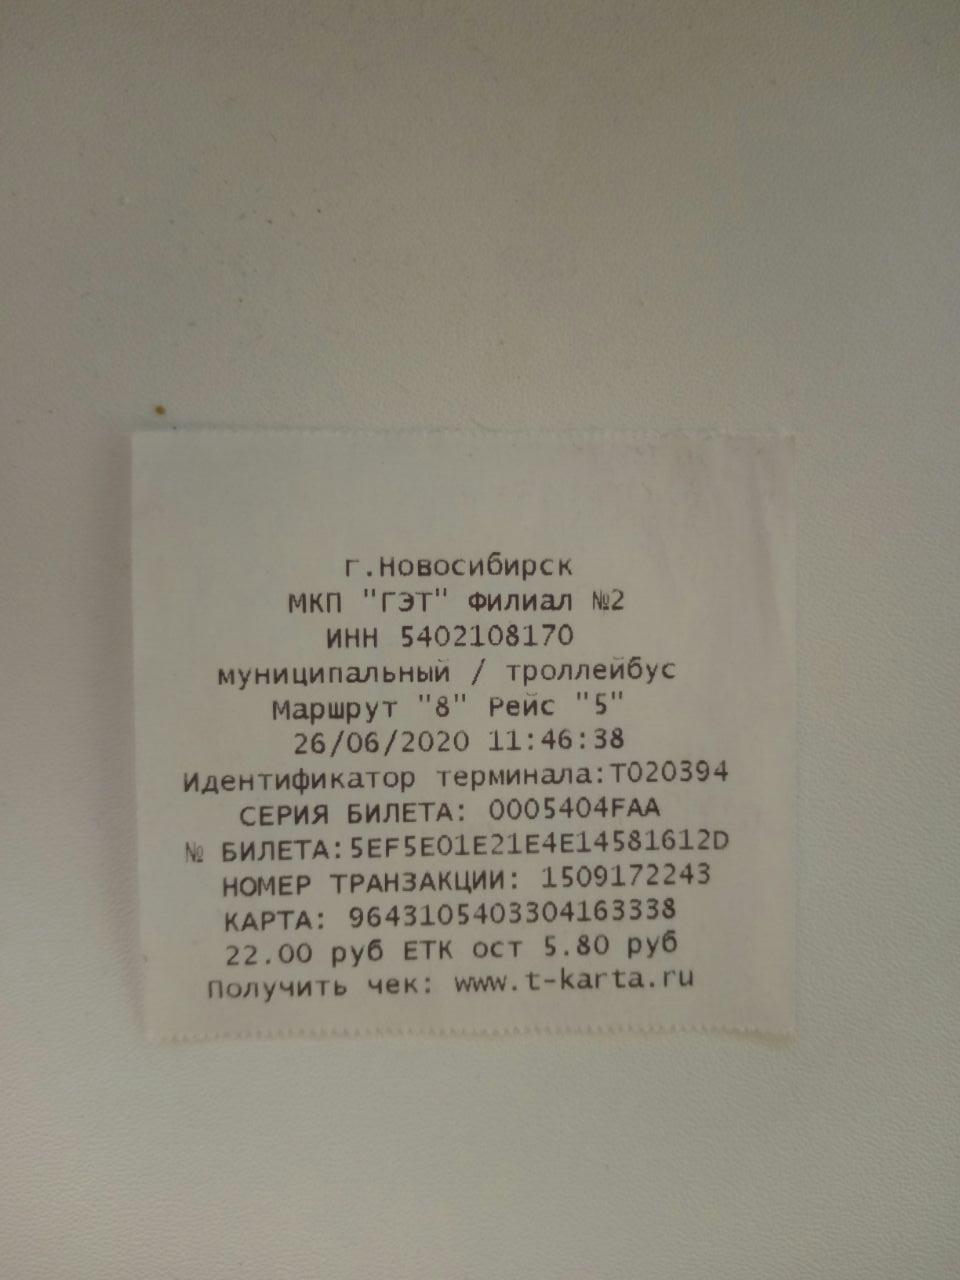 г.Новосибирск
МКП "ГЭТ" Филиал №2
ИНН 5402108170
муниципальный / троллейбус
Маршрут "8" Рейс "5"
26/06/2020 11:46:38
Идентификатор терминала:T020394
СЕРИЯ БИЛЕТА: 0005404FAA
№ БИЛЕТА:5EF5E01E21E4E14581612D
НОМЕР ТРАНЗАКЦИИ: 1509172243
КАРТА: 9643105403304163338
22.00 руб ЕТК ост 5.80 руб
Получить чек: www.t-karta.ru